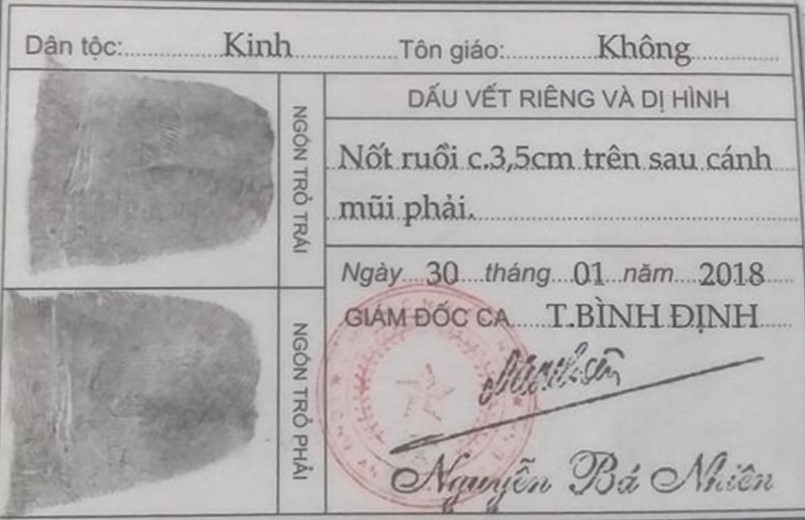 Dân tộc: Kinh Tôn giáo: Không
NGÓN TRỎ TRÁI
DẤU VẾT RIÊNG VÀ DỊ HÌNH
Nốt ruồi c.3,5cm trên sau cánh
mũi phải.
Ngày 30 tháng 01 năm 2018
GIÁM ĐỐC CA T.BÌNH ĐỊNH
NGÓN TRỎ PHẢI
Nguyễn Bá Nhiên